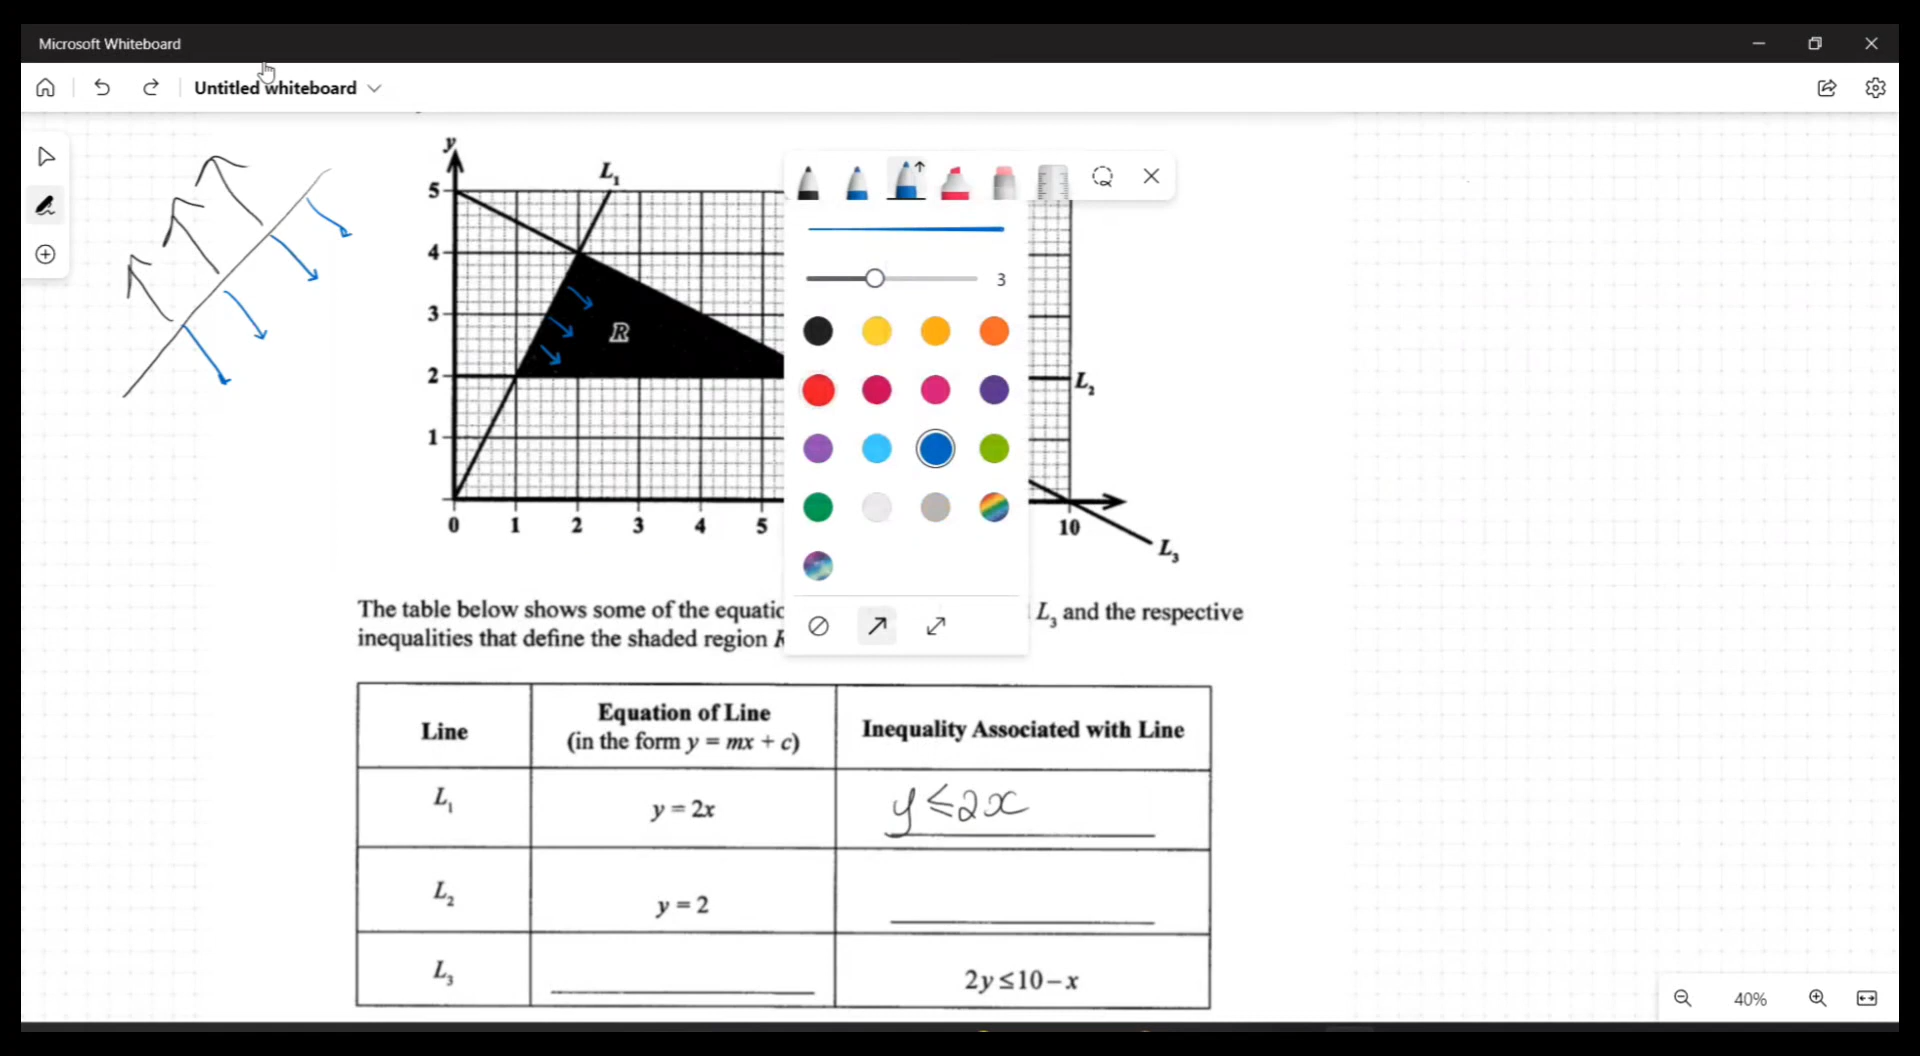 Microsoft Whiteboard
Untitled whiteboard
y
L₁
5
4
3
2
1
R
L₂
0 1 2 3 4 5 10
L₃
3
The table below shows some of the L₃ and the respective
inequalities that define the shaded region
Line
Equation of Line
(in the form y = mx + c)
Inequality Associated with Line
L₁
y = 2x
y ≤ 2x
L₂
y = 2
L₃
2y ≤ 10 − x
40%